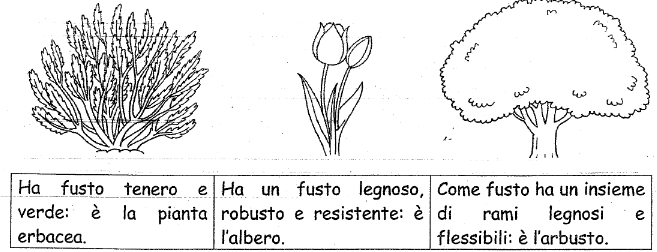 Ha fusto tenero e
verde: è la pianta
erbacea.
Ha un fusto legnoso,
robusto e resistente: è
l'albero.
Come fusto ha un insieme
di rami legnosi e
flessibili: è l'arbusto.